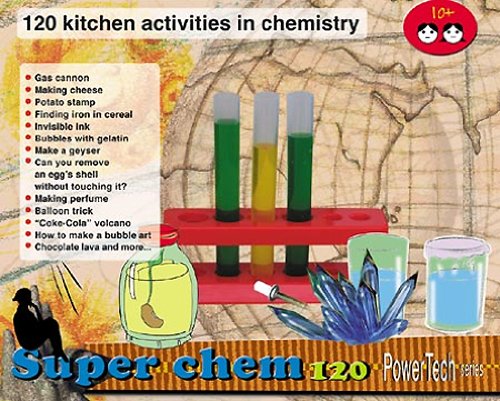 120 kitchen activities in chemistry
10+
Gas cannon
Making cheese
Potato stamp
Finding iron in cereal
Invisible ink
Bubbles with gelatin
Make a geyser
Can you remove
an egg's shell
without touching it?
Making perfume
Balloon trick
"Coke-Cola" volcano
How to make a bubble art
Chocolate lava and more...
Super chem 120 PowerTech series